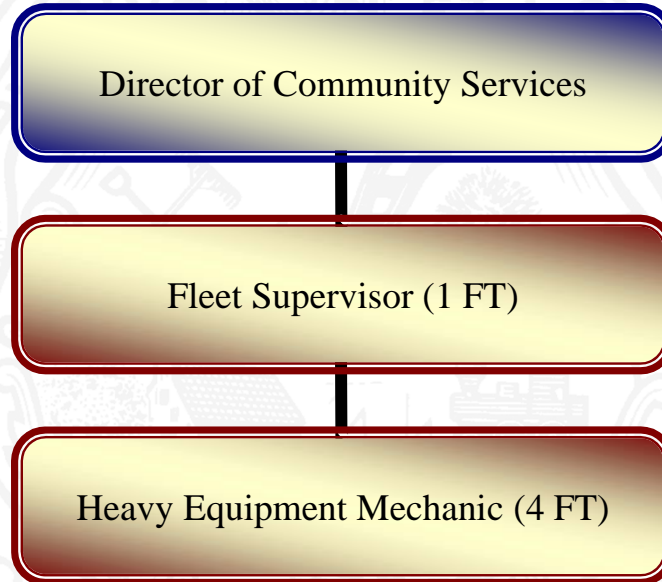 Director of Community Services
Fleet Supervisor (1 FT)
Heavy Equipment Mechanic (4 FT)